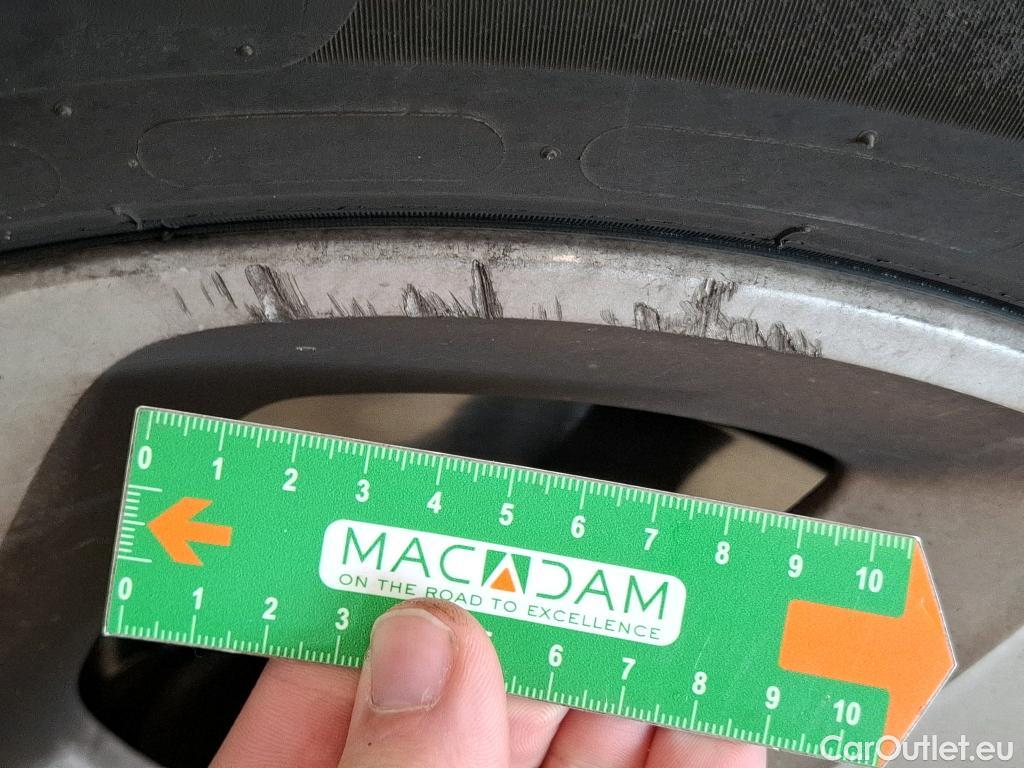 0 1 2 3 4 5 6 7 8 9 10
MACADAM
ON THE ROAD TO EXCELLENCE
0 1 2 3 6 7 8 9 10
CarOutlet.eu